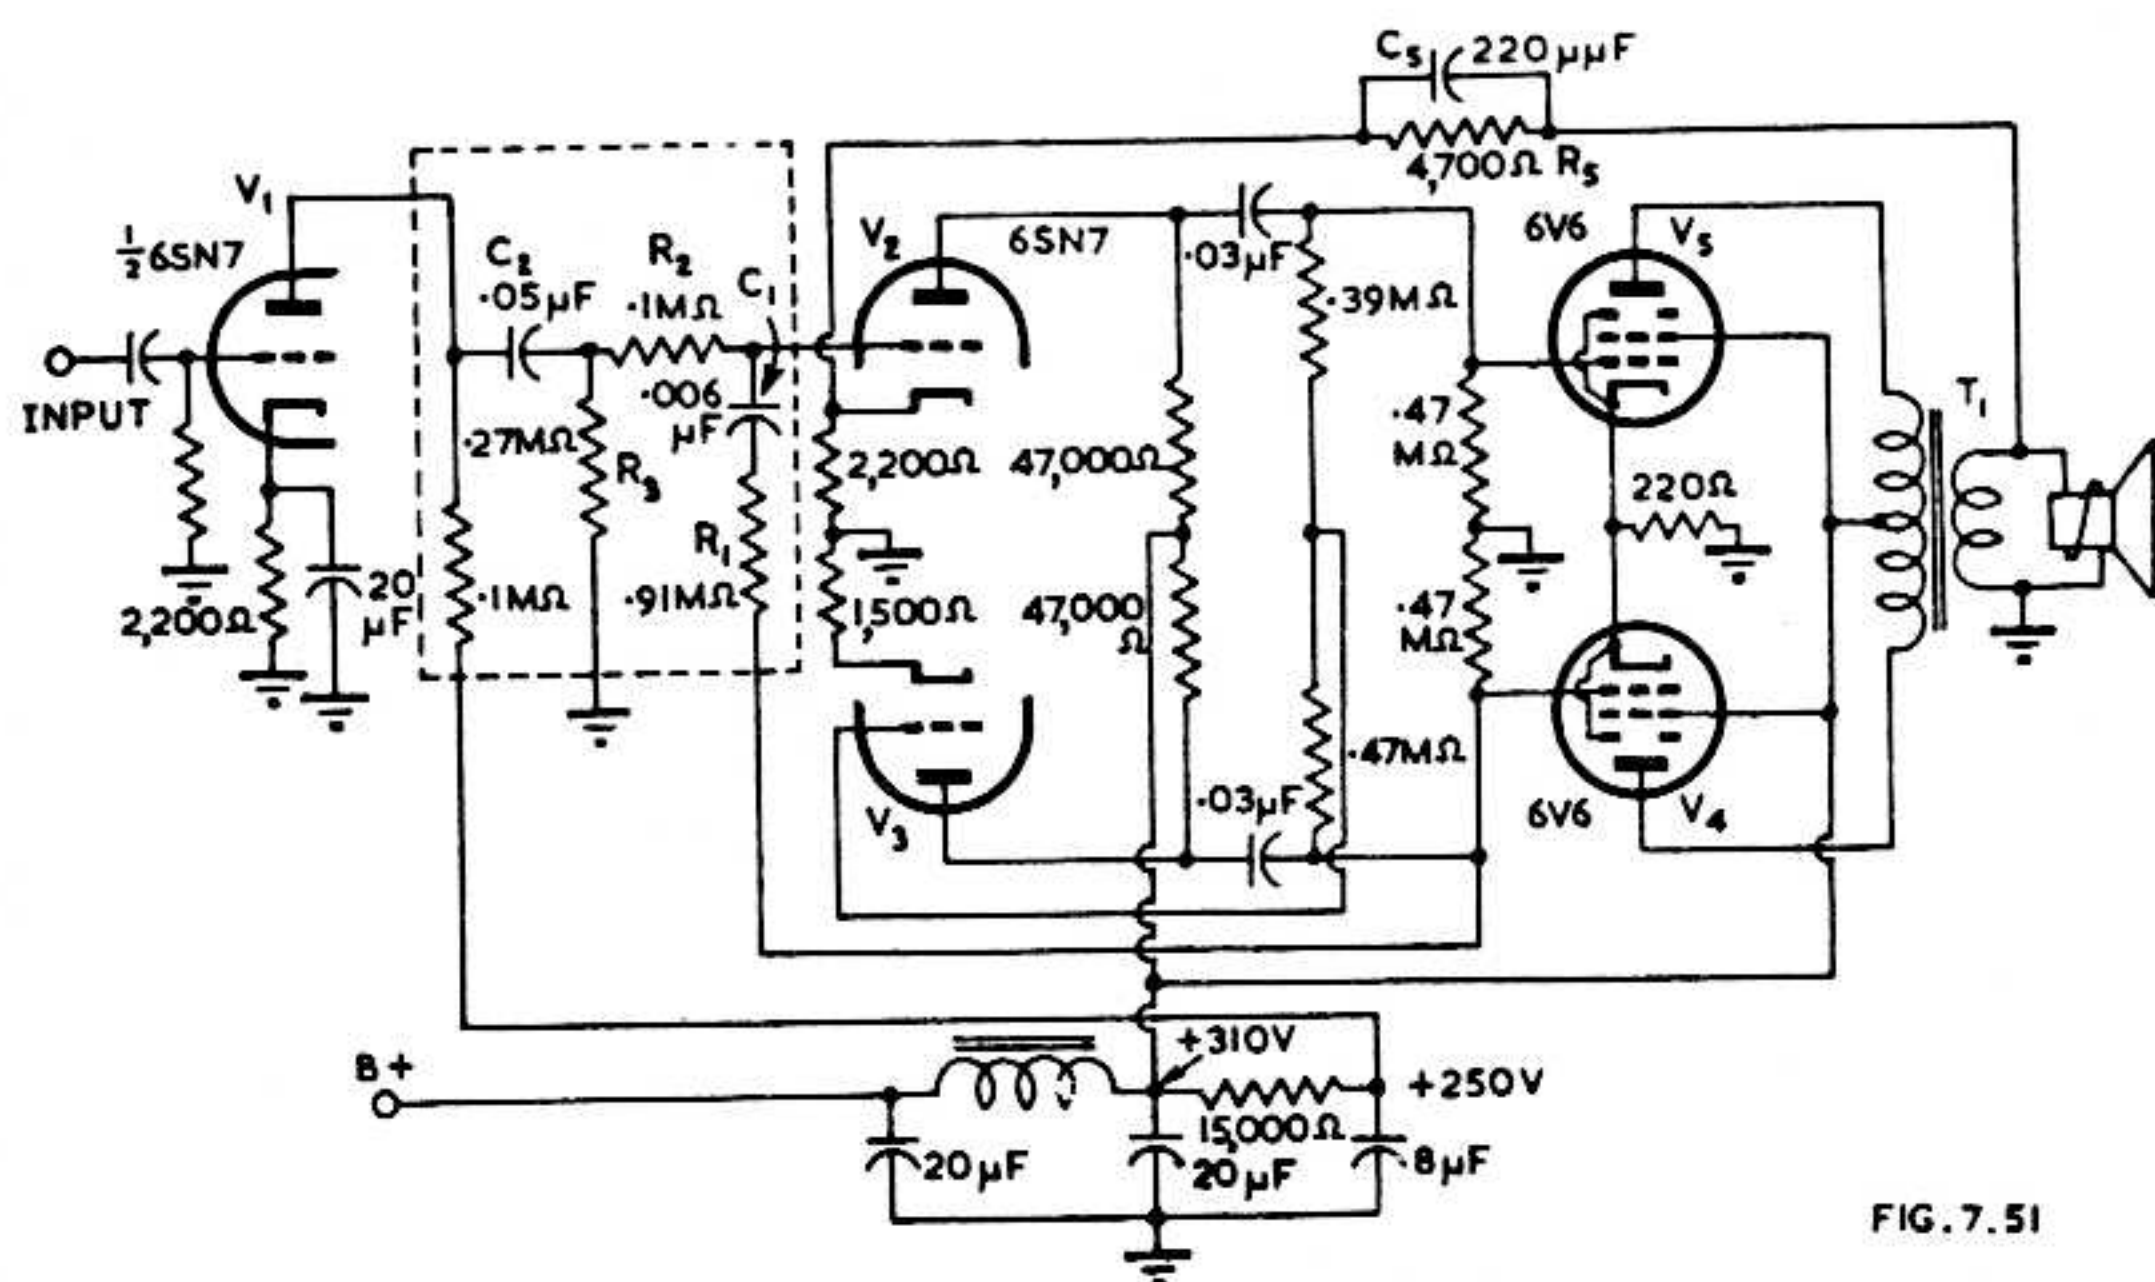 C₅ 220μμF
4,700Ω R₅
V₁
½6SN7
C₂
.05μF
R₂
.1MΩ
C₁
V₂
6SN7
.03μF
.39MΩ
6V6
V₅
INPUT
.27MΩ
R₃
.006
μF
2,200Ω
47,000Ω
.47
MΩ
220Ω
T₁
R₁
.91MΩ
.1MΩ
20
μF
2,200Ω
1,500Ω
47,000
Ω
.47
MΩ
.47MΩ
.03μF
V₃
6V6
V₄
B+
+310V
+250V
15,000Ω
20μF
20μF
8μF
FIG.7.51